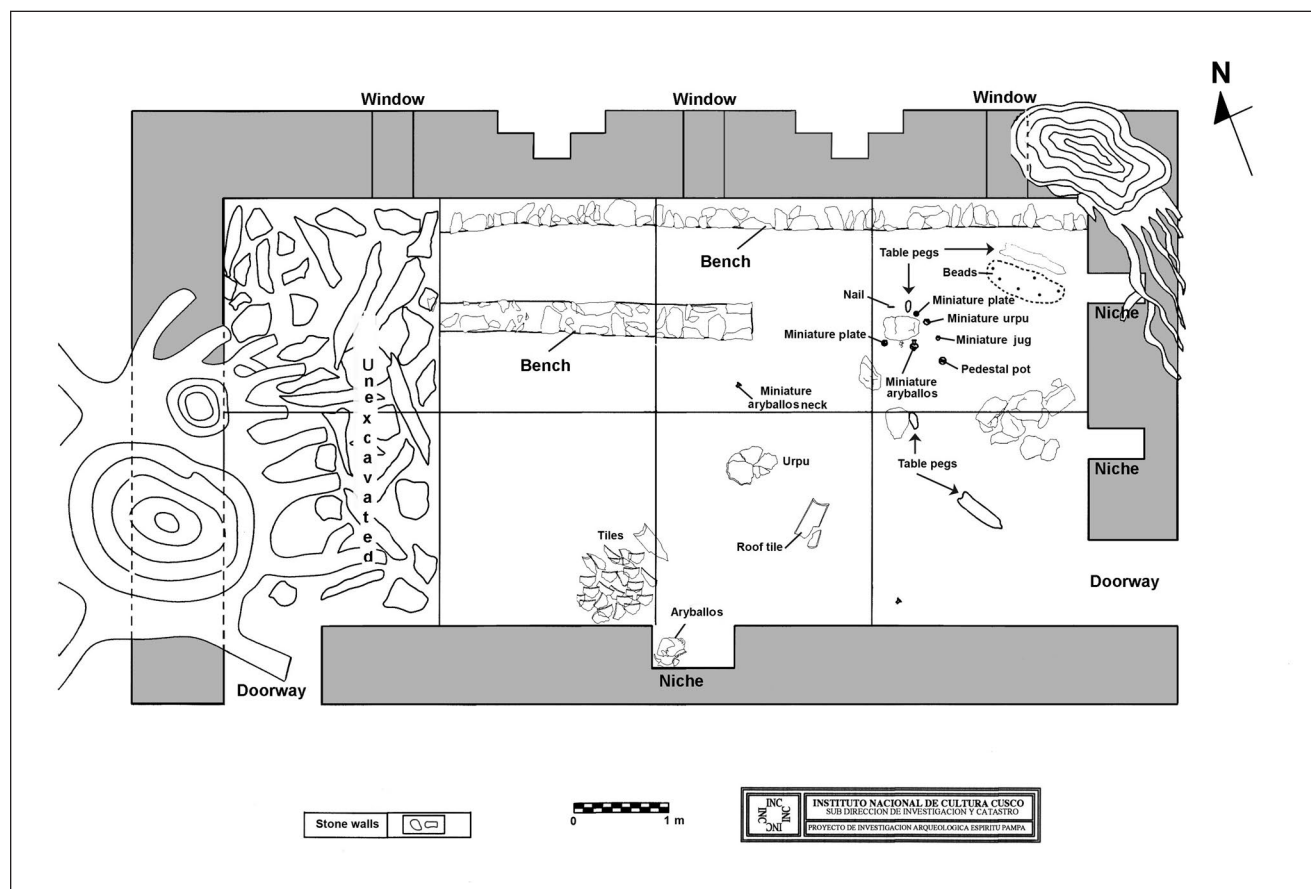 N
Window
Window
Window
Bench
Table pegs
Beads
Nail
Miniature plate
Miniature urpu
Niche
Miniature plate
Miniature jug
Bench
Pedestal pot
Miniature
aryballos
Miniature
aryballos neck
Unexcavated
Urpu
Table pegs
Niche
Tiles
Roof tile
Doorway
Aryballos
Doorway
Niche
Stone walls
0 1 m
INC
INC
INC
INC
INSTITUTO NACIONAL DE CULTURA CUSCO
SUB DIRECCION DE INVESTIGACION Y CATASTRO
PROYECTO DE INVESTIGACION ARQUEOLOGICA ESPIRITU PAMPA